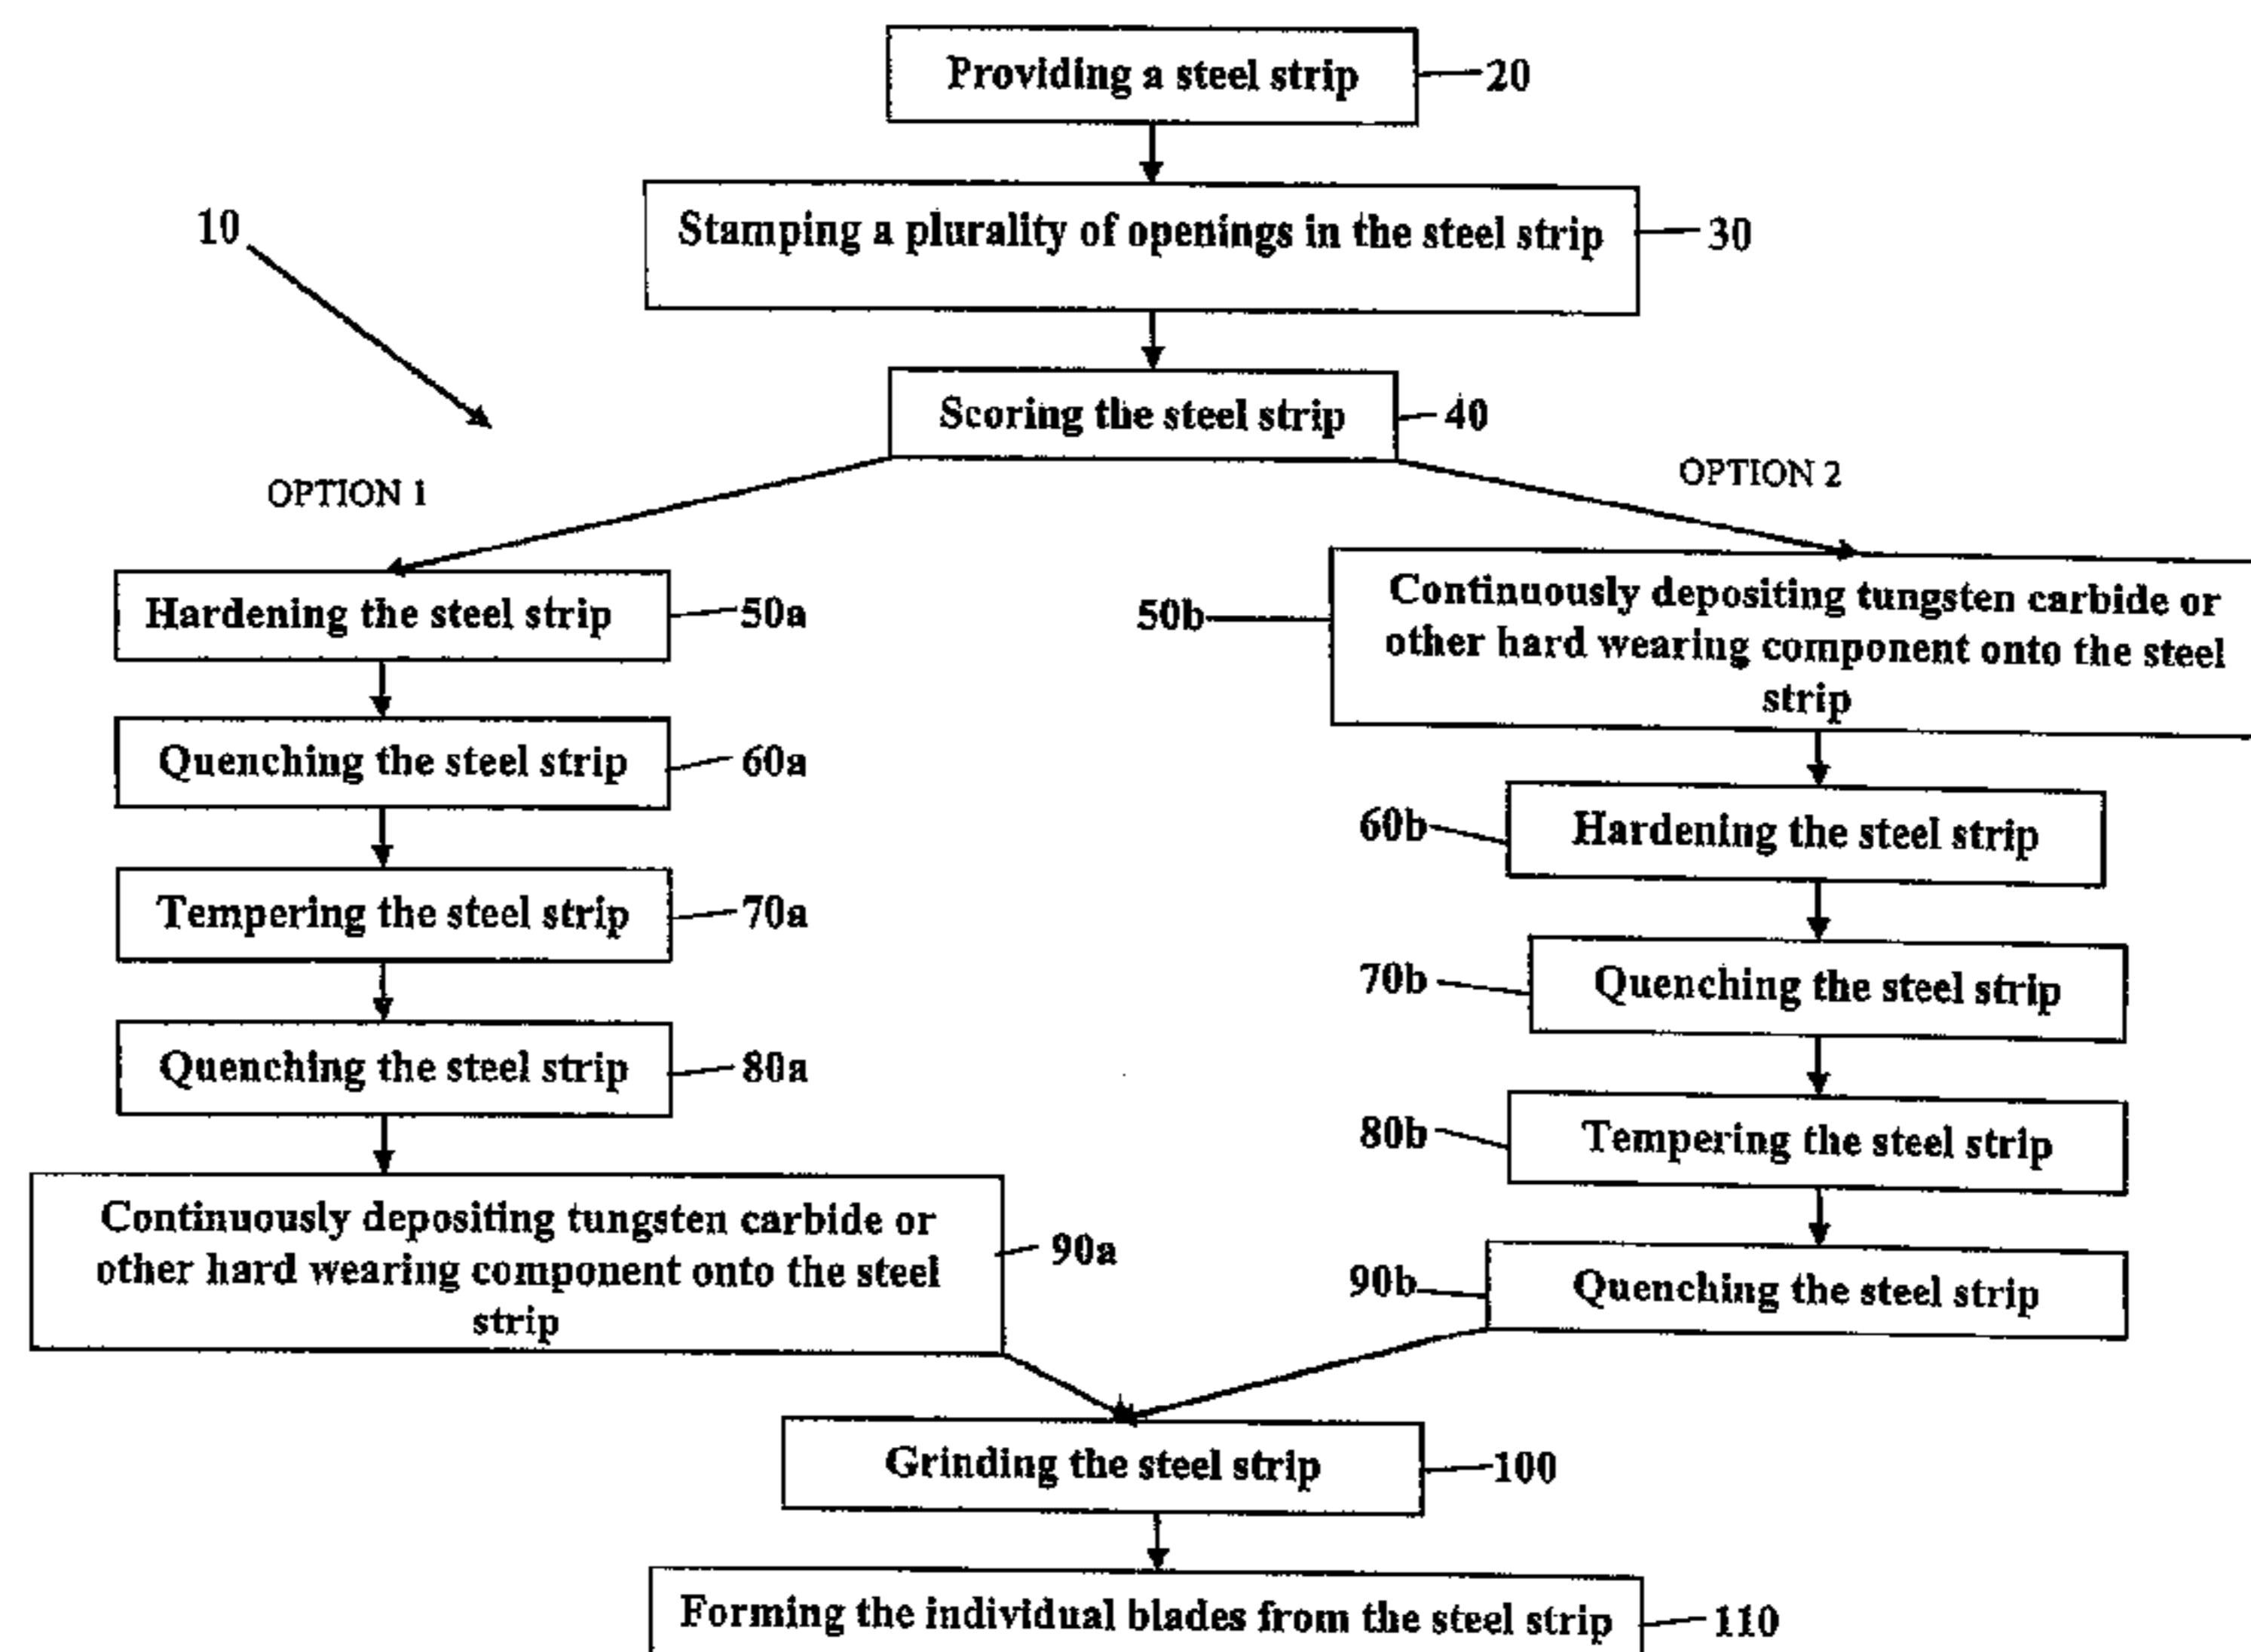 Providing a steel strip
20
Stamping a plurality of openings in the steel strip
30
10
Scoring the steel strip
40
OPTION 1
OPTION 2
Hardening the steel strip
50a
Quenching the steel strip
60a
Tempering the steel strip
70a
Quenching the steel strip
80a
Continuously depositing tungsten carbide or
other hard wearing component onto the steel
strip
90a
50b
Continuously depositing tungsten carbide or
other hard wearing component onto the steel
strip
60b
Hardening the steel strip
70b
Quenching the steel strip
80b
Tempering the steel strip
90b
Quenching the steel strip
Grinding the steel strip
100
Forming the individual blades from the steel strip
110